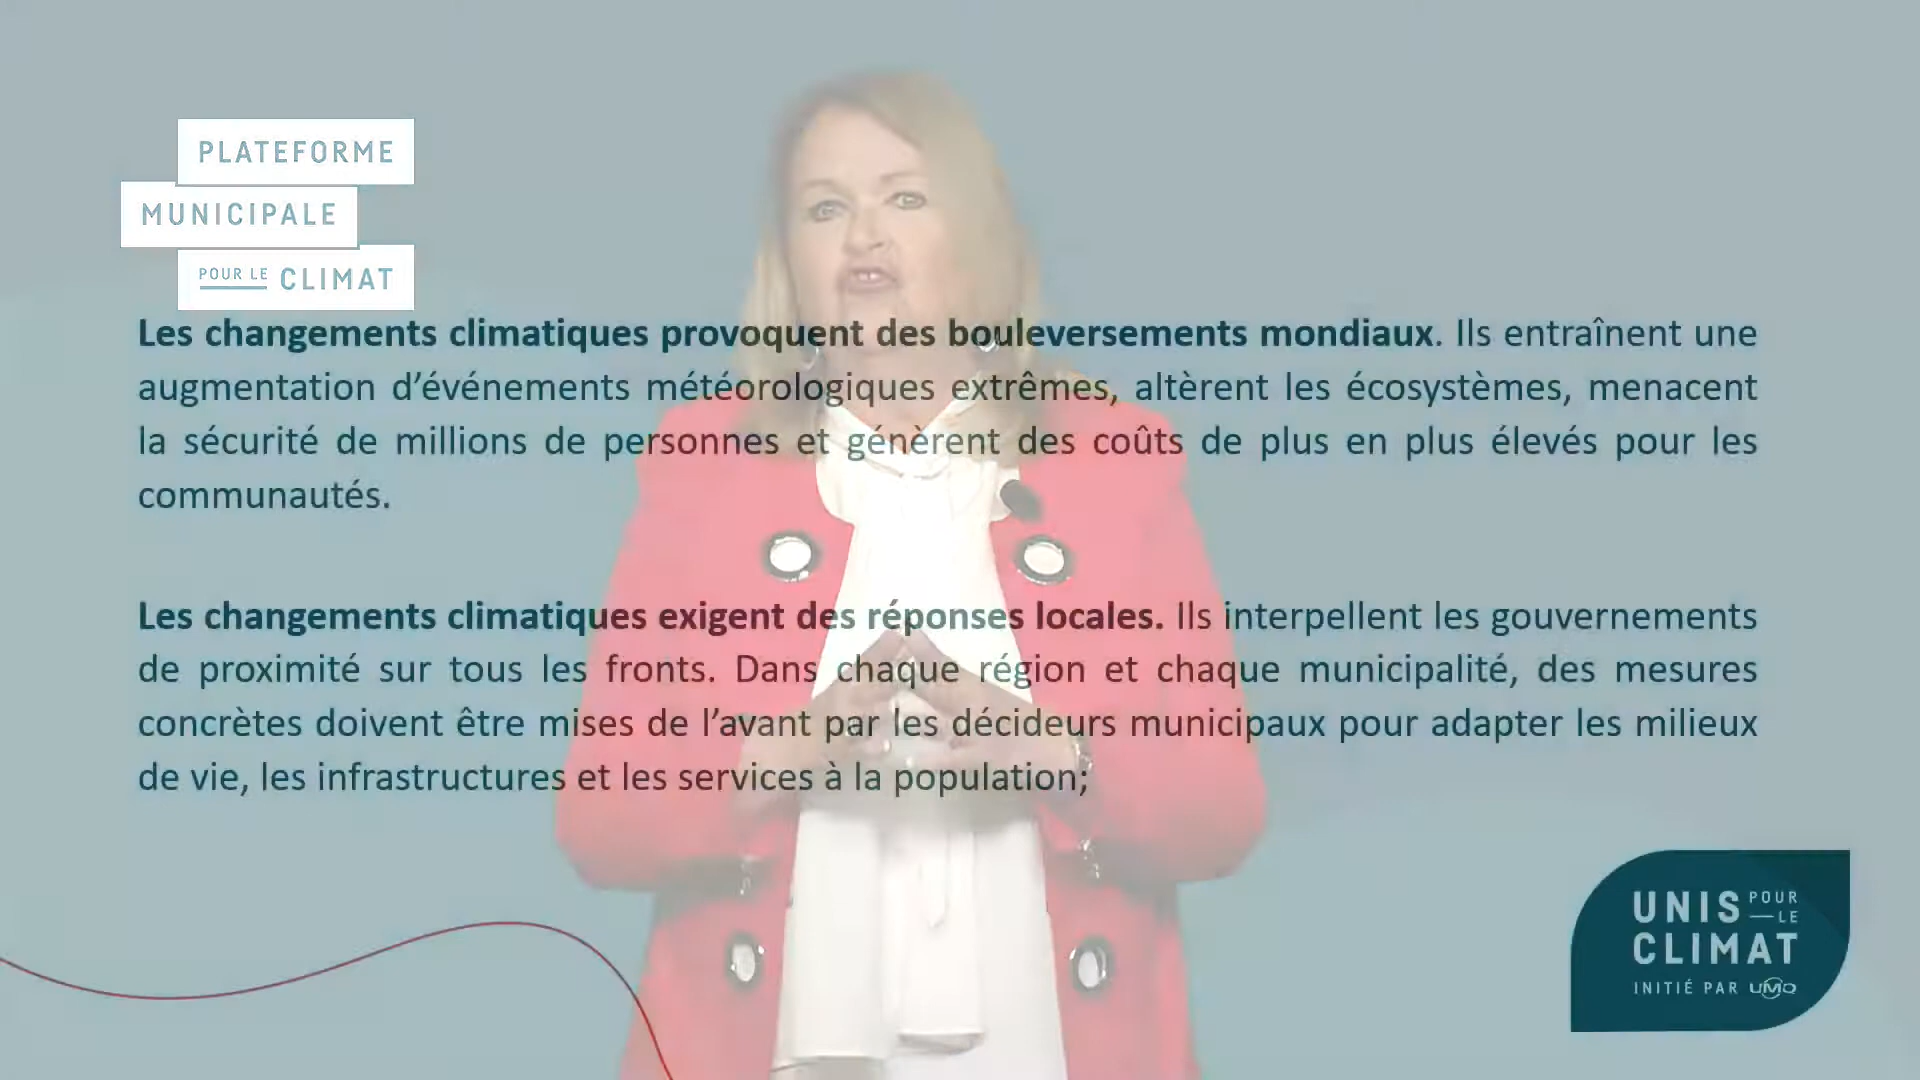 PLATEFORME
MUNICIPALE
POUR LE CLIMAT
Les changements climatiques provoquent des bouleversements mondiaux. Ils entraînent une
augmentation d’événements météorologiques extrêmes, altèrent les écosystèmes, menacent
la sécurité de millions de personnes et génèrent des coûts de plus en plus élevés pour les
communautés.
Les changements climatiques exigent des réponses locales. Ils interpellent les gouvernements
de proximité sur tous les fronts. Dans chaque région et chaque municipalité, des mesures
concrètes doivent être mises de l’avant par les décideurs municipaux pour adapter les milieux
de vie, les infrastructures et les services à la population;
UNIS POUR
LE
CLIMAT
INITIÉ PAR UMQ